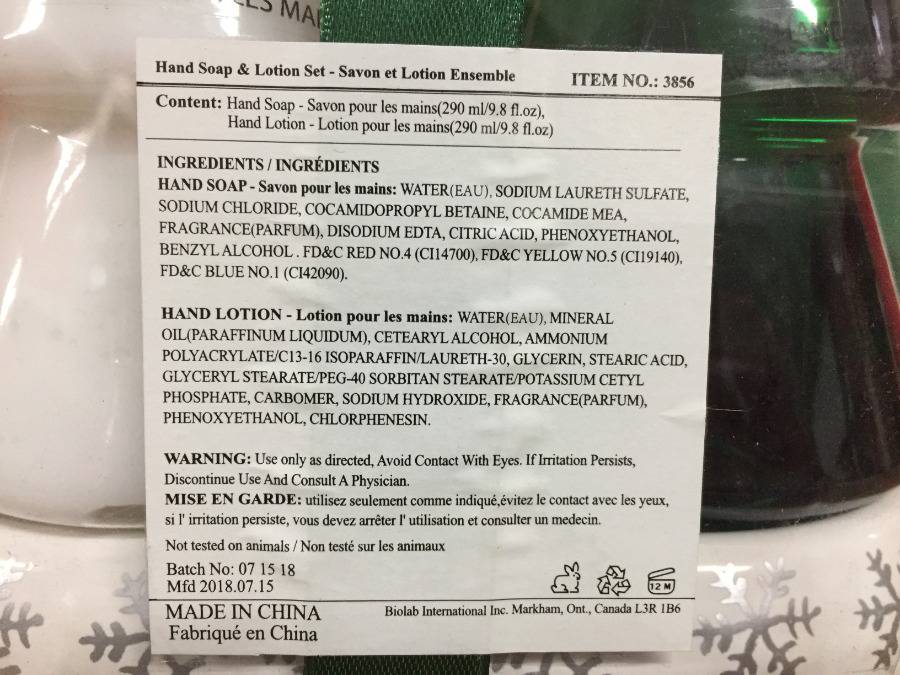 LES MA
Hand Soap & Lotion Set - Savon et Lotion Ensemble ITEM NO.: 3856
Content: Hand Soap - Savon pour les mains(290 ml/9.8 fl.oz),
Hand Lotion - Lotion pour les mains(290 ml/9.8 fl.oz)
INGREDIENTS / INGRÉDIENTS
HAND SOAP - Savon pour les mains: WATER(EAU), SODIUM LAURETH SULFATE,
SODIUM CHLORIDE, COCAMIDOPROPYL BETAINE, COCAMIDE MEA,
FRAGRANCE(PARFUM), DISODIUM EDTA, CITRIC ACID, PHENOXYETHANOL,
BENZYL ALCOHOL . FD&C RED NO.4 (CI14700), FD&C YELLOW NO.5 (CI19140),
FD&C BLUE NO.1 (CI42090).
HAND LOTION - Lotion pour les mains: WATER(EAU), MINERAL
OIL(PARAFFINUM LIQUIDUM), CETEARYL ALCOHOL, AMMONIUM
POLYACRYLATE/C13-16 ISOPARAFFIN/LAURETH-30, GLYCERIN, STEARIC ACID,
GLYCERYL STEARATE/PEG-40 SORBITAN STEARATE/POTASSIUM CETYL
PHOSPHATE, CARBOMER, SODIUM HYDROXIDE, FRAGRANCE(PARFUM),
PHENOXYETHANOL, CHLORPHENESIN.
WARNING: Use only as directed, Avoid Contact With Eyes. If Irritation Persists,
Discontinue Use And Consult A Physician.
MISE EN GARDE: utilisez seulement comme indiqué,évitez le contact avec les yeux,
si l' irritation persiste, vous devez arrêter l' utilisation et consulter un medecin.
Not tested on animals / Non testé sur les animaux
Batch No: 07 15 18
Mfd 2018.07.15
12 M
MADE IN CHINA Biolab International Inc. Markham, Ont., Canada L3R 1B6
Fabriqué en China